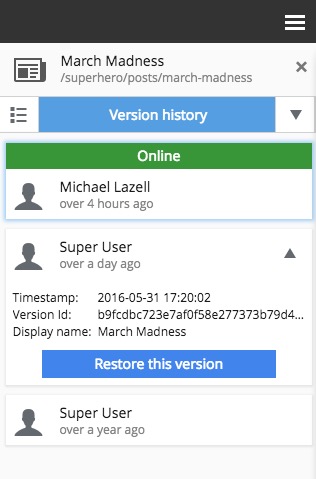 March Madness
/superhero/posts/march-madness
Version history
Online
Michael Lazell
over 4 hours ago
Super User
over a day ago
Timestamp: 2016-05-31 17:20:02
Version Id: b9fcdbc723e7af0f58e277373b79d4...
Display name: March Madness
Restore this version
Super User
over a year ago